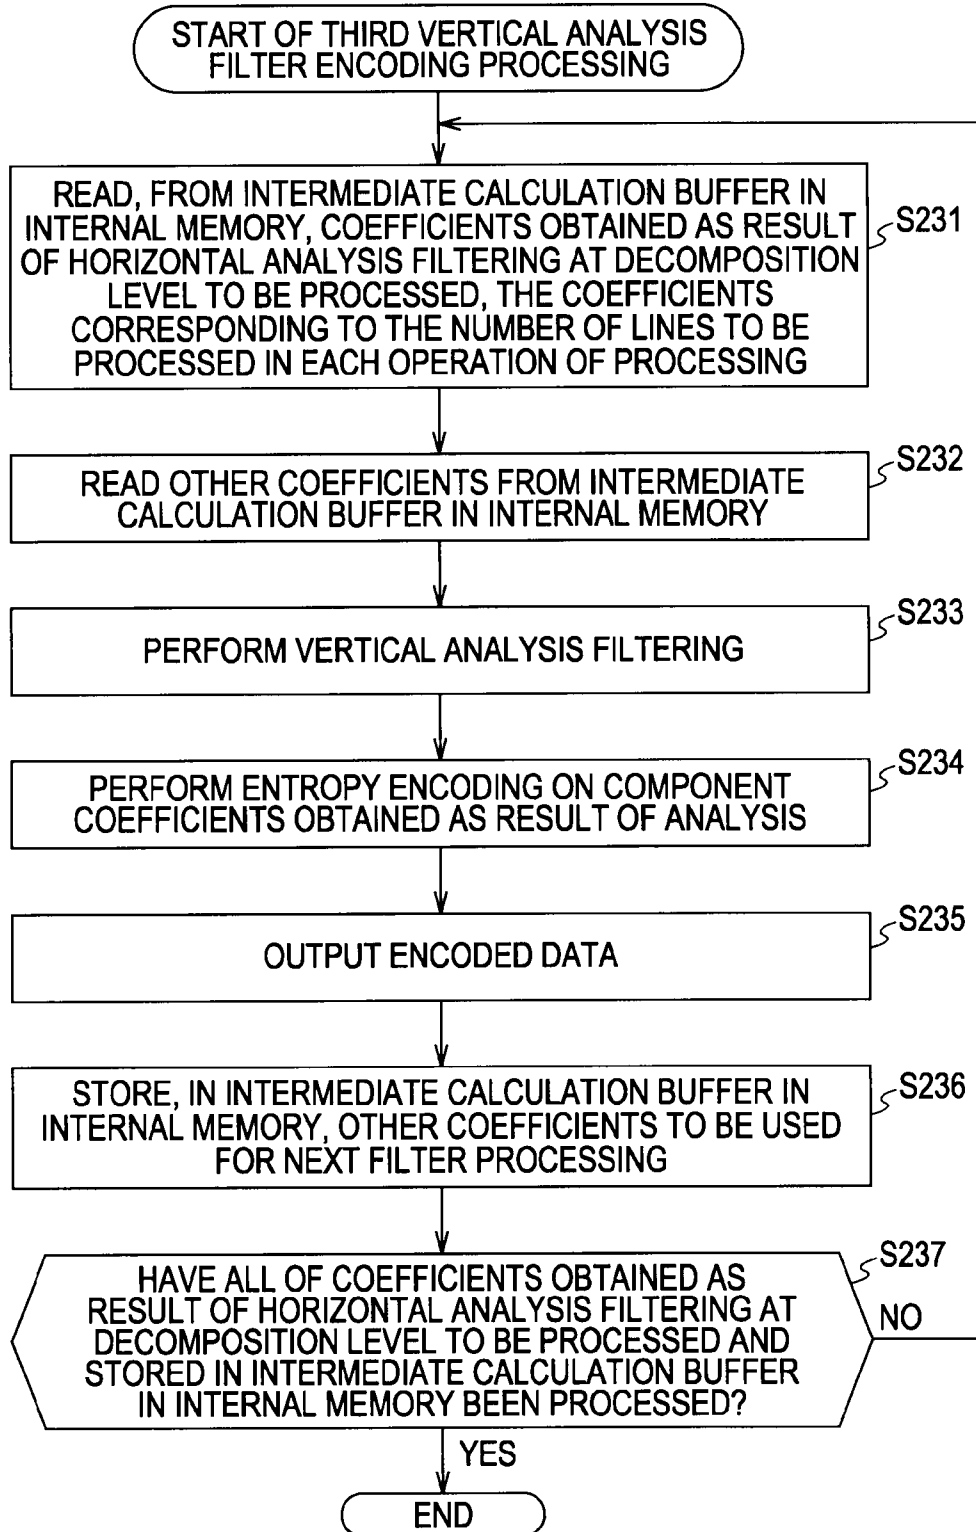 START OF THIRD VERTICAL ANALYSIS
FILTER ENCODING PROCESSING
READ, FROM INTERMEDIATE CALCULATION BUFFER IN
INTERNAL MEMORY, COEFFICIENTS OBTAINED AS RESULT
OF HORIZONTAL ANALYSIS FILTERING AT DECOMPOSITION
LEVEL TO BE PROCESSED, THE COEFFICIENTS
CORRESPONDING TO THE NUMBER OF LINES TO BE
PROCESSED IN EACH OPERATION OF PROCESSING
S231
READ OTHER COEFFICIENTS FROM INTERMEDIATE
CALCULATION BUFFER IN INTERNAL MEMORY
S232
PERFORM VERTICAL ANALYSIS FILTERING
S233
PERFORM ENTROPY ENCODING ON COMPONENT
COEFFICIENTS OBTAINED AS RESULT OF ANALYSIS
S234
OUTPUT ENCODED DATA
S235
STORE, IN INTERMEDIATE CALCULATION BUFFER IN
INTERNAL MEMORY, OTHER COEFFICIENTS TO BE USED
FOR NEXT FILTER PROCESSING
S236
HAVE ALL OF COEFFICIENTS OBTAINED AS
RESULT OF HORIZONTAL ANALYSIS FILTERING AT
DECOMPOSITION LEVEL TO BE PROCESSED AND
STORED IN INTERMEDIATE CALCULATION BUFFER
IN INTERNAL MEMORY BEEN PROCESSED?
S237
NO
YES
END